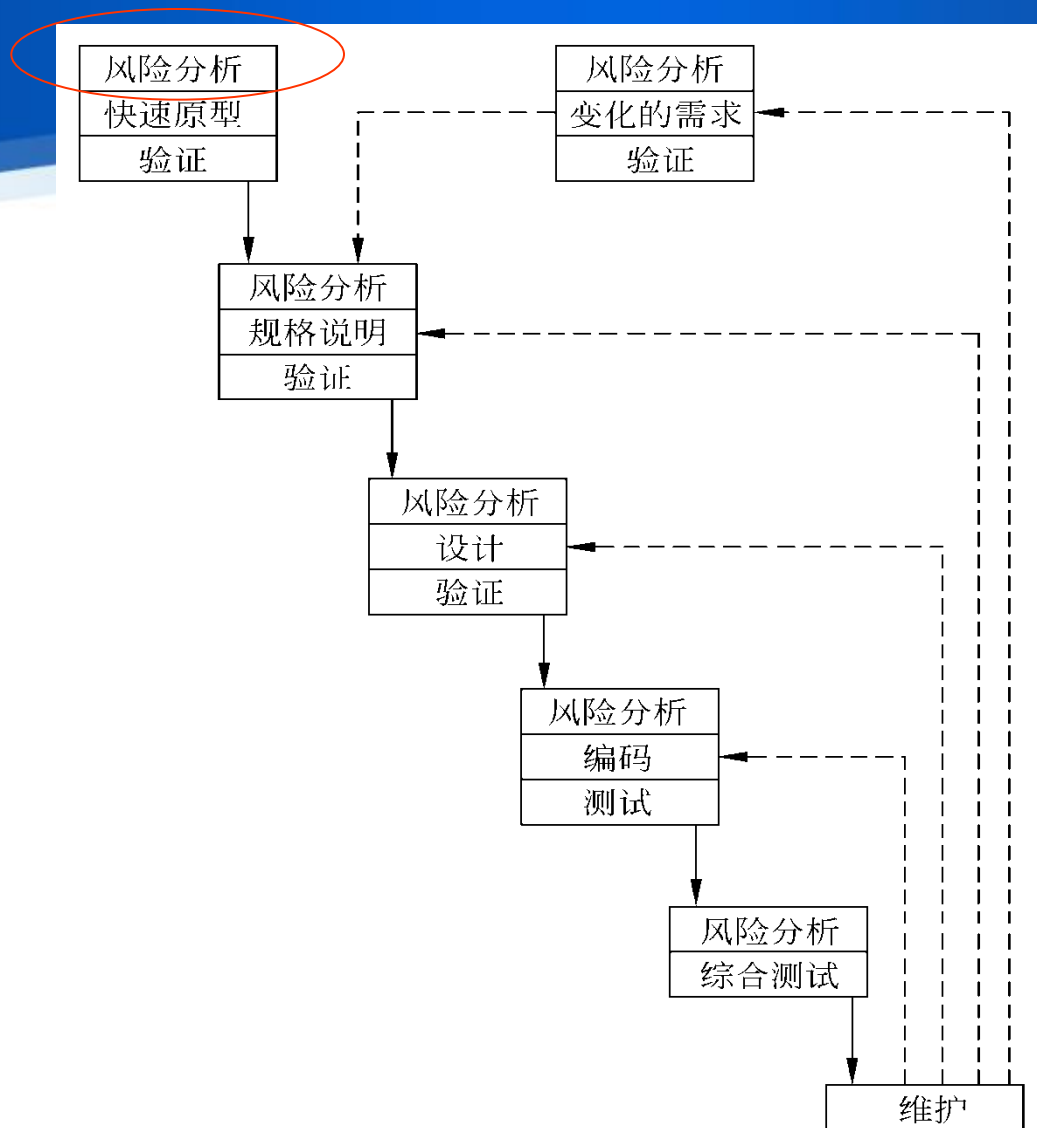 风险分析
快速原型
验证
风险分析
变化的需求
验证
风险分析
规格说明
验证
风险分析
设计
验证
风险分析
编码
测试
风险分析
综合测试
维护